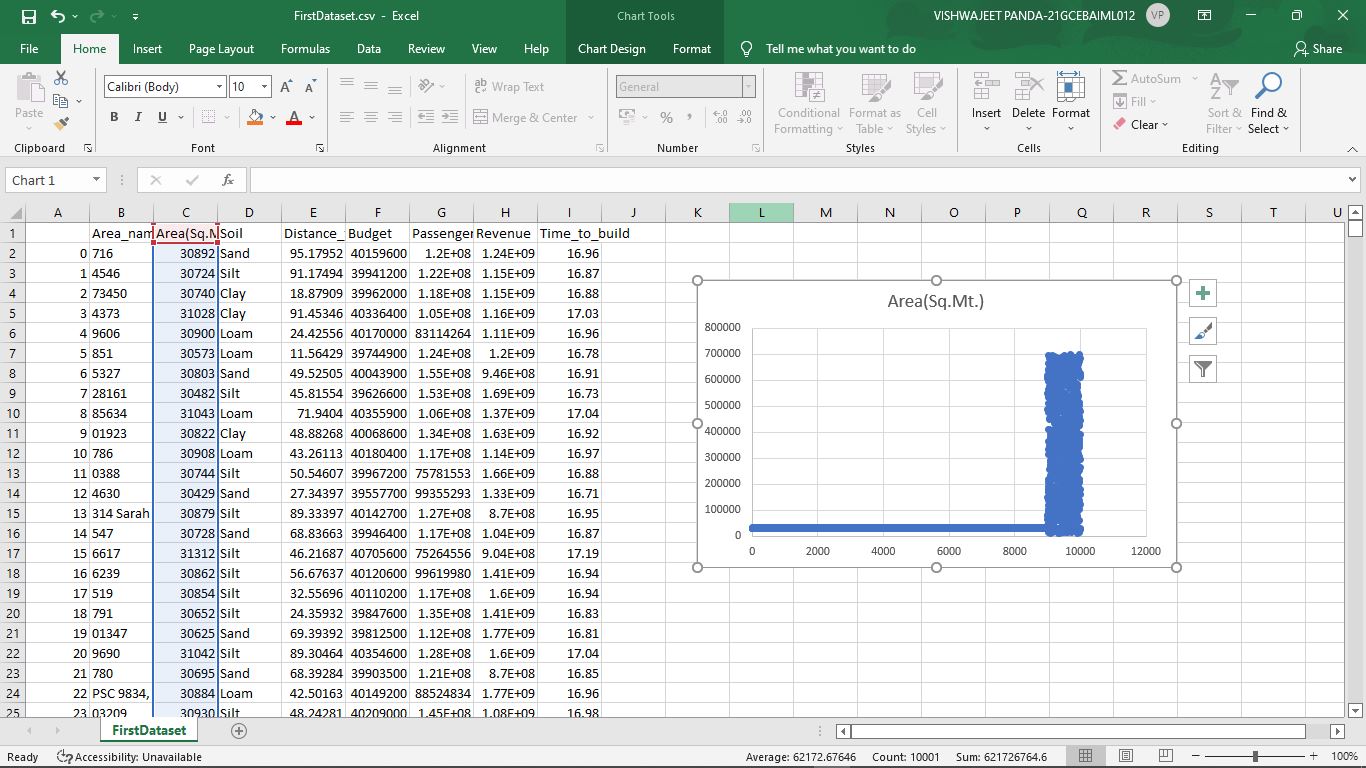 FirstDataset.csv - Excel
Chart Tools
VISHWAJEET PANDA-21GCEBAIML012 VP
File Home Insert Page Layout Formulas Data Review View Help Chart Design Format Tell me what you want to do Share
Calibri (Body) 10 A A Wrap Text General AutoSum
Paste Conditional Format as Cell Insert Delete Format Fill Sort & Find &
B I U A Merge & Center % Formatting Table Styles Clear Filter Select
Clipboard Font Alignment Number Styles Cells Editing
Chart 1 fx
A B C D E F G H I J K L M N O P Q R S T U
1 Area_nam Area(Sq.M Soil Distance_ Budget Passenger Revenue Time_to_build
2 0 716 30892 Sand 95.17952 40159600 1.2E+08 1.24E+09 16.96
3 1 4546 30724 Silt 91.17494 39941200 1.22E+08 1.15E+09 16.87
4 2 73450 30740 Clay 18.87909 39962000 1.18E+08 1.15E+09 16.88
5 3 4373 31028 Clay 91.45346 40336400 1.05E+08 1.16E+09 17.03
6 4 9606 30900 Loam 24.42556 40170000 83114264 1.11E+09 16.96
7 5 851 30573 Loam 11.56429 39744900 1.24E+08 1.2E+09 16.78
8 6 5327 30803 Sand 49.52505 40043900 1.55E+08 9.46E+08 16.91
9 7 28161 30482 Silt 45.81554 39626600 1.53E+08 1.69E+09 16.73
10 8 85634 31043 Loam 71.9404 40355900 1.06E+08 1.37E+09 17.04
11 9 01923 30822 Clay 48.88268 40068600 1.34E+08 1.63E+09 16.92
12 10 786 30908 Loam 43.26113 40180400 1.17E+08 1.14E+09 16.97
13 11 0388 30744 Silt 50.54607 39967200 75781553 1.66E+09 16.88
14 12 4630 30429 Sand 27.34397 39557700 99355293 1.33E+09 16.71
15 13 314 Sarah 30879 Silt 89.33397 40142700 1.27E+08 8.7E+08 16.95
16 14 547 30728 Sand 68.83663 39946400 1.17E+08 1.04E+09 16.87
17 15 6617 31312 Silt 46.21687 40705600 75264556 9.04E+08 17.19
18 16 6239 30862 Silt 56.67637 40120600 99619980 1.41E+09 16.94
19 17 519 30854 Silt 32.55696 40110200 1.17E+08 1.6E+09 16.94
20 18 791 30652 Silt 24.35932 39847600 1.35E+08 1.41E+09 16.83
21 19 01347 30625 Sand 69.39392 39812500 1.12E+08 1.77E+09 16.81
22 20 9690 31042 Silt 89.30464 40354600 1.28E+08 1.6E+09 17.04
23 21 780 30695 Sand 68.39284 39903500 1.21E+08 8.7E+08 16.85
24 22 PSC 9834, 30884 Loam 42.50163 40149200 88524834 1.77E+09 16.96
25 23 03209 30930 Silt 48.24281 40209000 1.45E+08 1.08E+09 16.98
Area(Sq.Mt.)
800000
700000
600000
500000
400000
300000
200000
100000
0
0 2000 4000 6000 8000 10000 12000
FirstDataset
Ready Accessibility: Unavailable Average: 62172.67646 Count: 10001 Sum: 621726764.6 100%